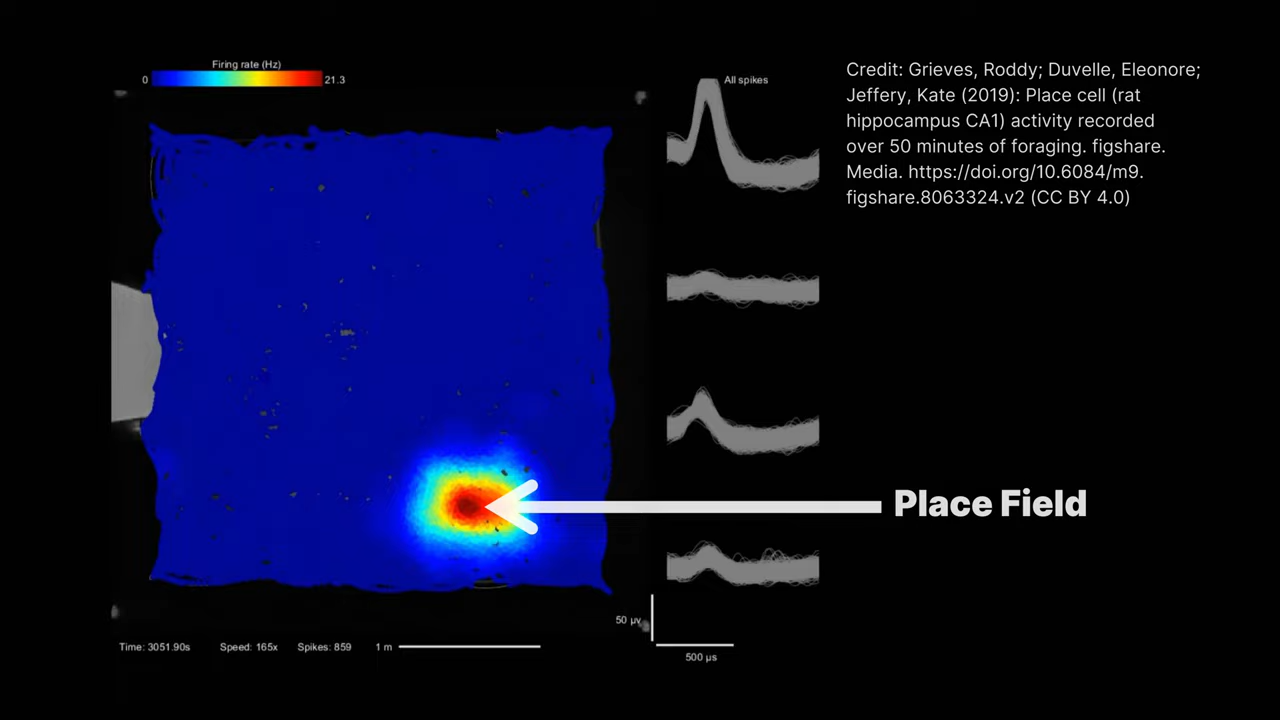 Firing rate (Hz)
0
21.3
All spikes
Credit: Grieves, Roddy; Duvelle, Eleonore;
Jeffery, Kate (2019): Place cell (rat
hippocampus CA1) activity recorded
over 50 minutes of foraging. figshare.
Media. https://doi.org/10.6084/m9.
figshare.8063324.v2 (CC BY 4.0)
Place Field
50 µv
Time: 3051.90s
Speed: 165x
Spikes: 859
1 m
500 µs